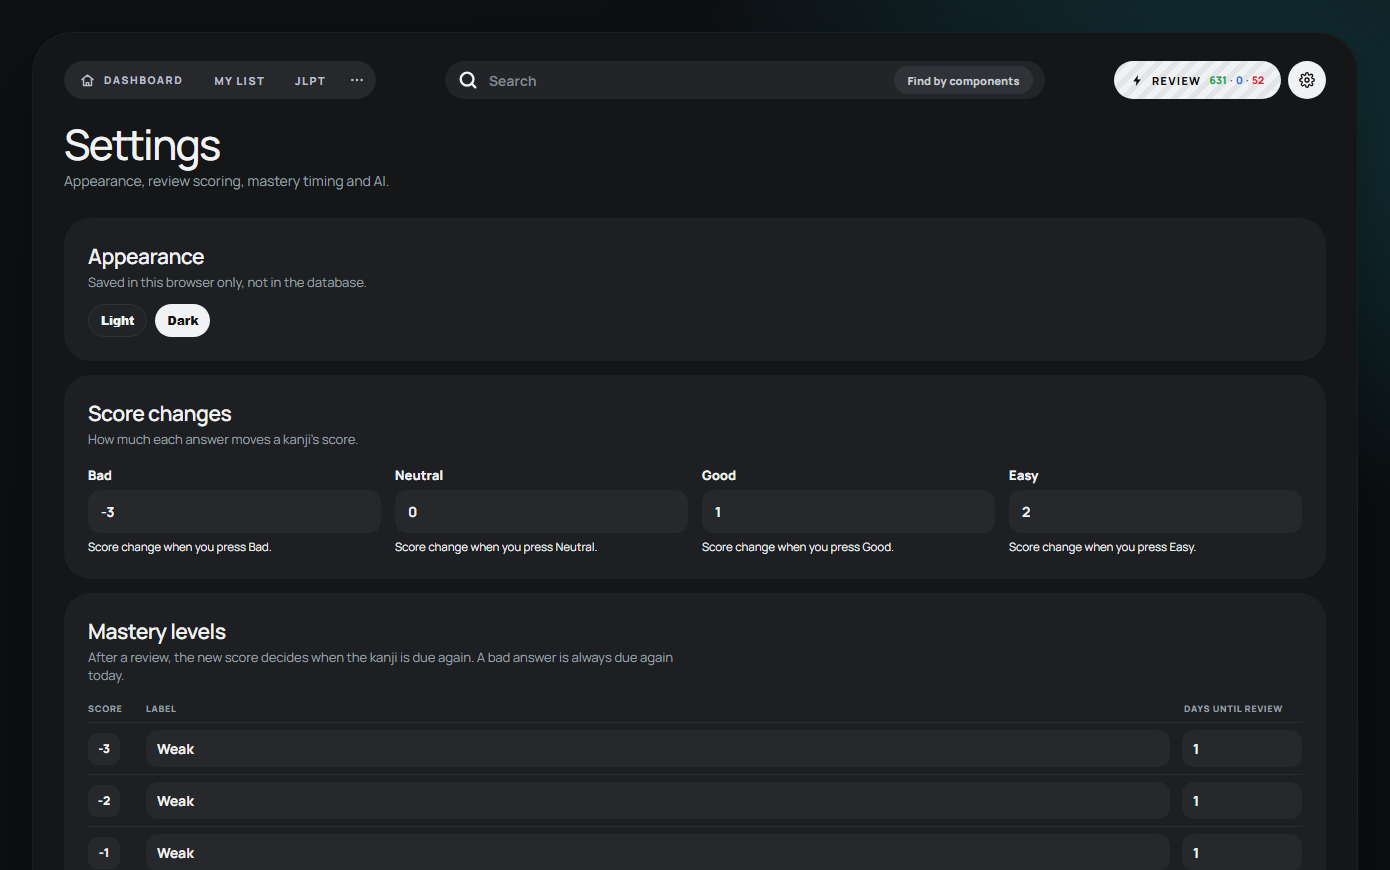 DASHBOARD MY LIST JLPT ···
Search Find by components
REVIEW 631 · 0 · 52
Settings
Appearance, review scoring, mastery timing and AI.
Appearance
Saved in this browser only, not in the database.
Light Dark
Score changes
How much each answer moves a kanji's score.
Bad Neutral Good Easy
-3 0 1 2
Score change when you press Bad. Score change when you press Neutral. Score change when you press Good. Score change when you press Easy.
Mastery levels
After a review, the new score decides when the kanji is due again. A bad answer is always due again
today.
SCORE LABEL DAYS UNTIL REVIEW
-3 Weak 1
-2 Weak 1
-1 Weak 1